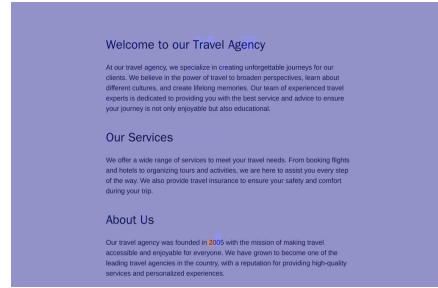 Welcome to our Travel Agency
At our travel agency, we specialize in creating unforgettable journeys for our
clients. We believe in the power of travel to broaden perspectives, learn about
different cultures, and create lifelong memories. Our team of experienced travel
experts is dedicated to providing you with the best service and advice to ensure
your journey is not only enjoyable but also educational.
Our Services
We offer a wide range of services to meet your travel needs. From booking flights
and hotels to organizing tours and activities, we are here to assist you every step
of the way. We also provide travel insurance to ensure your safety and comfort
during your trip.
About Us
Our travel agency was founded in 2005 with the mission of making travel
accessible and enjoyable for everyone. We have grown to become one of the
leading travel agencies in the country, with a reputation for providing high-quality
services and personalized experiences.